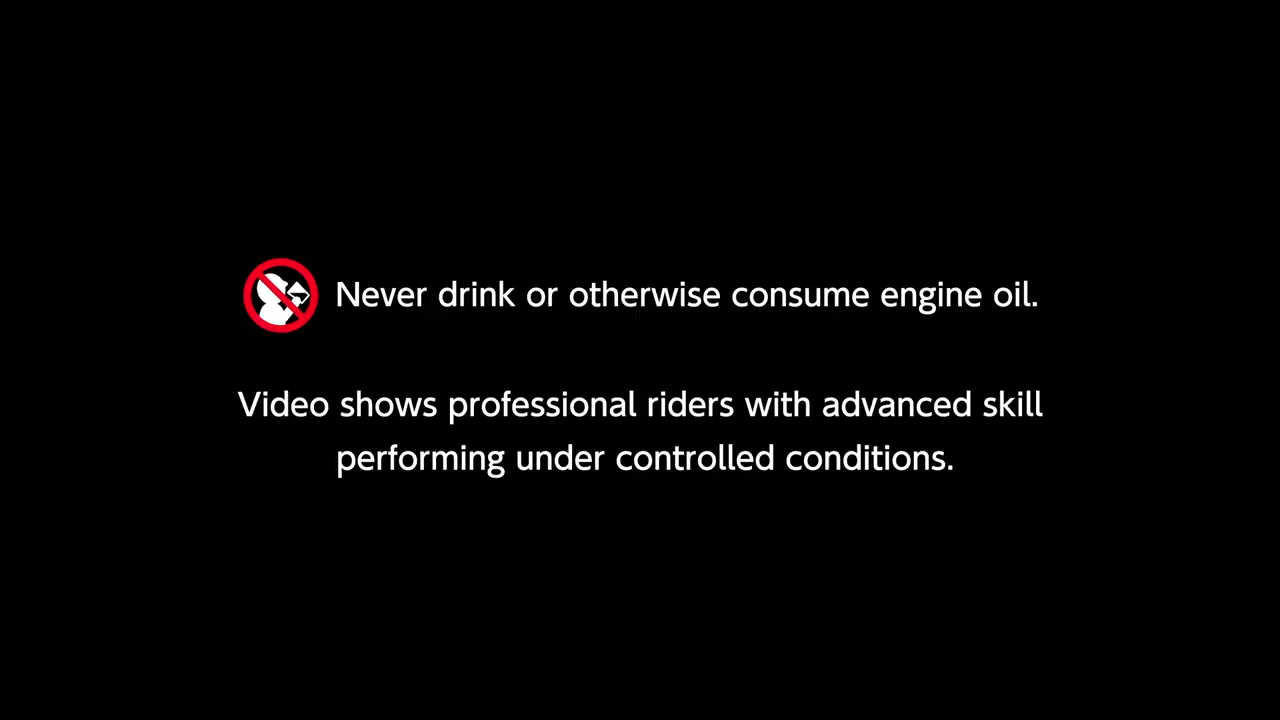 Never drink or otherwise consume engine oil.
Video shows professional riders with advanced skill
performing under controlled conditions.